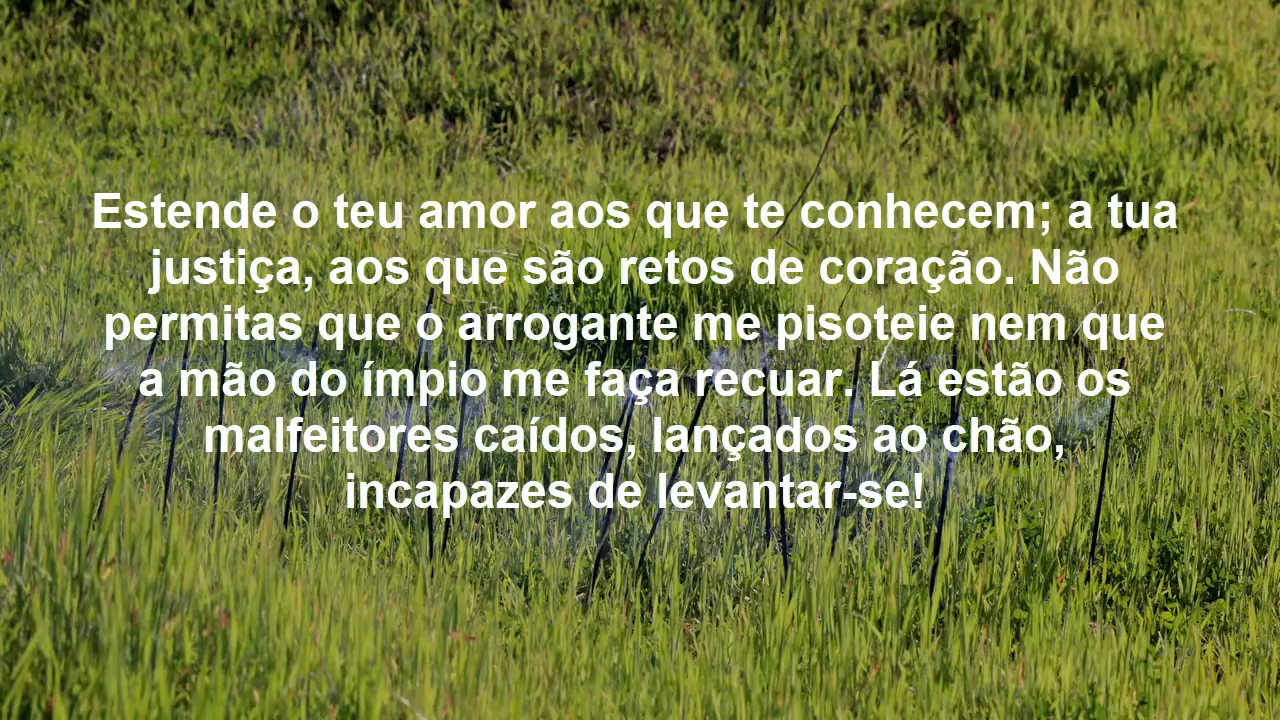 Estende o teu amor aos que te conhecem; a tua
justiça, aos que são retos de coração. Não
permitas que o arrogante me pisoteie nem que
a mão do ímpio me faça recuar. Lá estão os
malfeitores caídos, lançados ao chão,
incapazes de levantar-se!